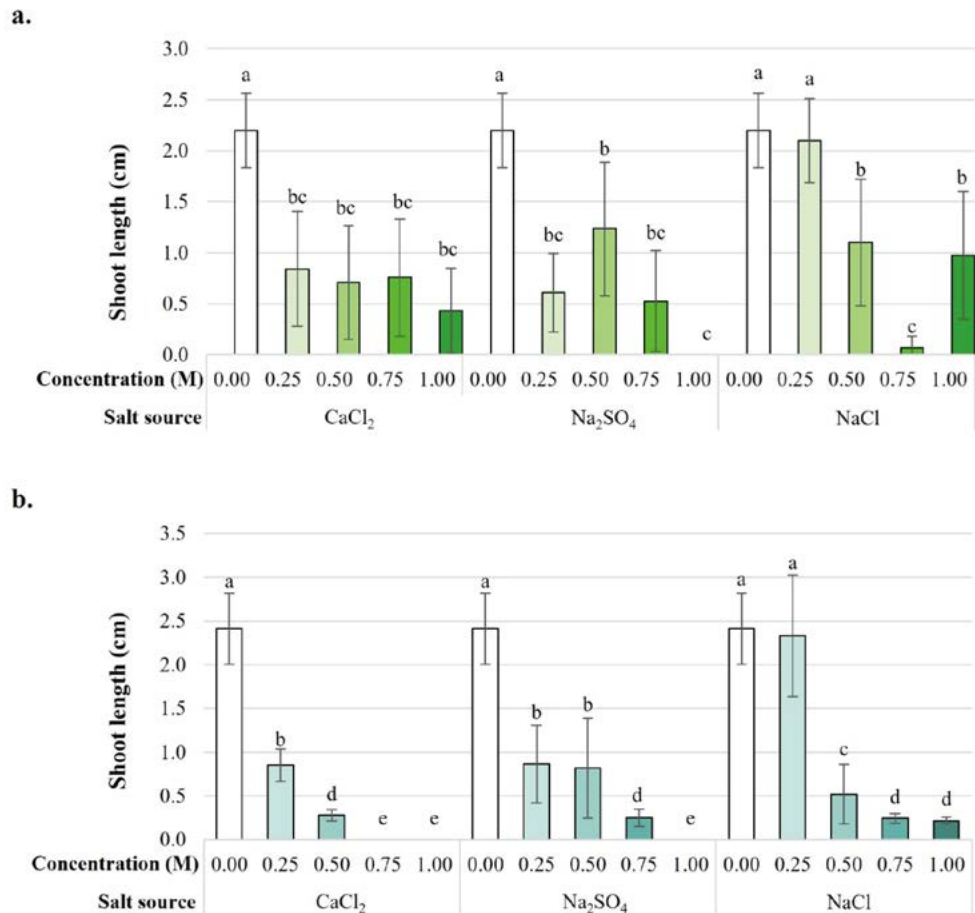 a.
3.0
2.5
2.0
1.5
1.0
0.5
0.0
Shoot length (cm)
a bc bc bc bc a bc b bc c a a b c b
Concentration (M) 0.00 0.25 0.50 0.75 1.00 0.00 0.25 0.50 0.75 1.00 0.00 0.25 0.50 0.75 1.00
Salt source CaCl₂ Na₂SO₄ NaCl
b.
3.5
3.0
2.5
2.0
1.5
1.0
0.5
0.0
Shoot length (cm)
a b d e e a b b d e a a c d d
Concentration (M) 0.00 0.25 0.50 0.75 1.00 0.00 0.25 0.50 0.75 1.00 0.00 0.25 0.50 0.75 1.00
Salt source CaCl₂ Na₂SO₄ NaCl